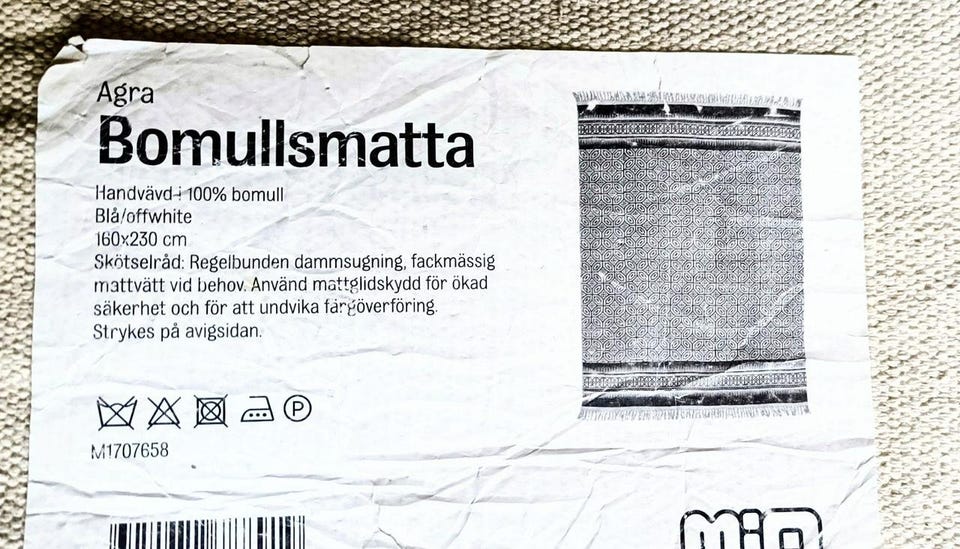 Agra
Bomullsmatta
Handvävd i 100% bomull
Blå/offwhite
160x230 cm
Skötselråd: Regelbunden dammsugning, fackmässig
mattvätt vid behov. Använd mattglidskydd för ökad
säkerhet och för att undvika färgöverföring.
Strykes på avigsidan.
P
M1707658